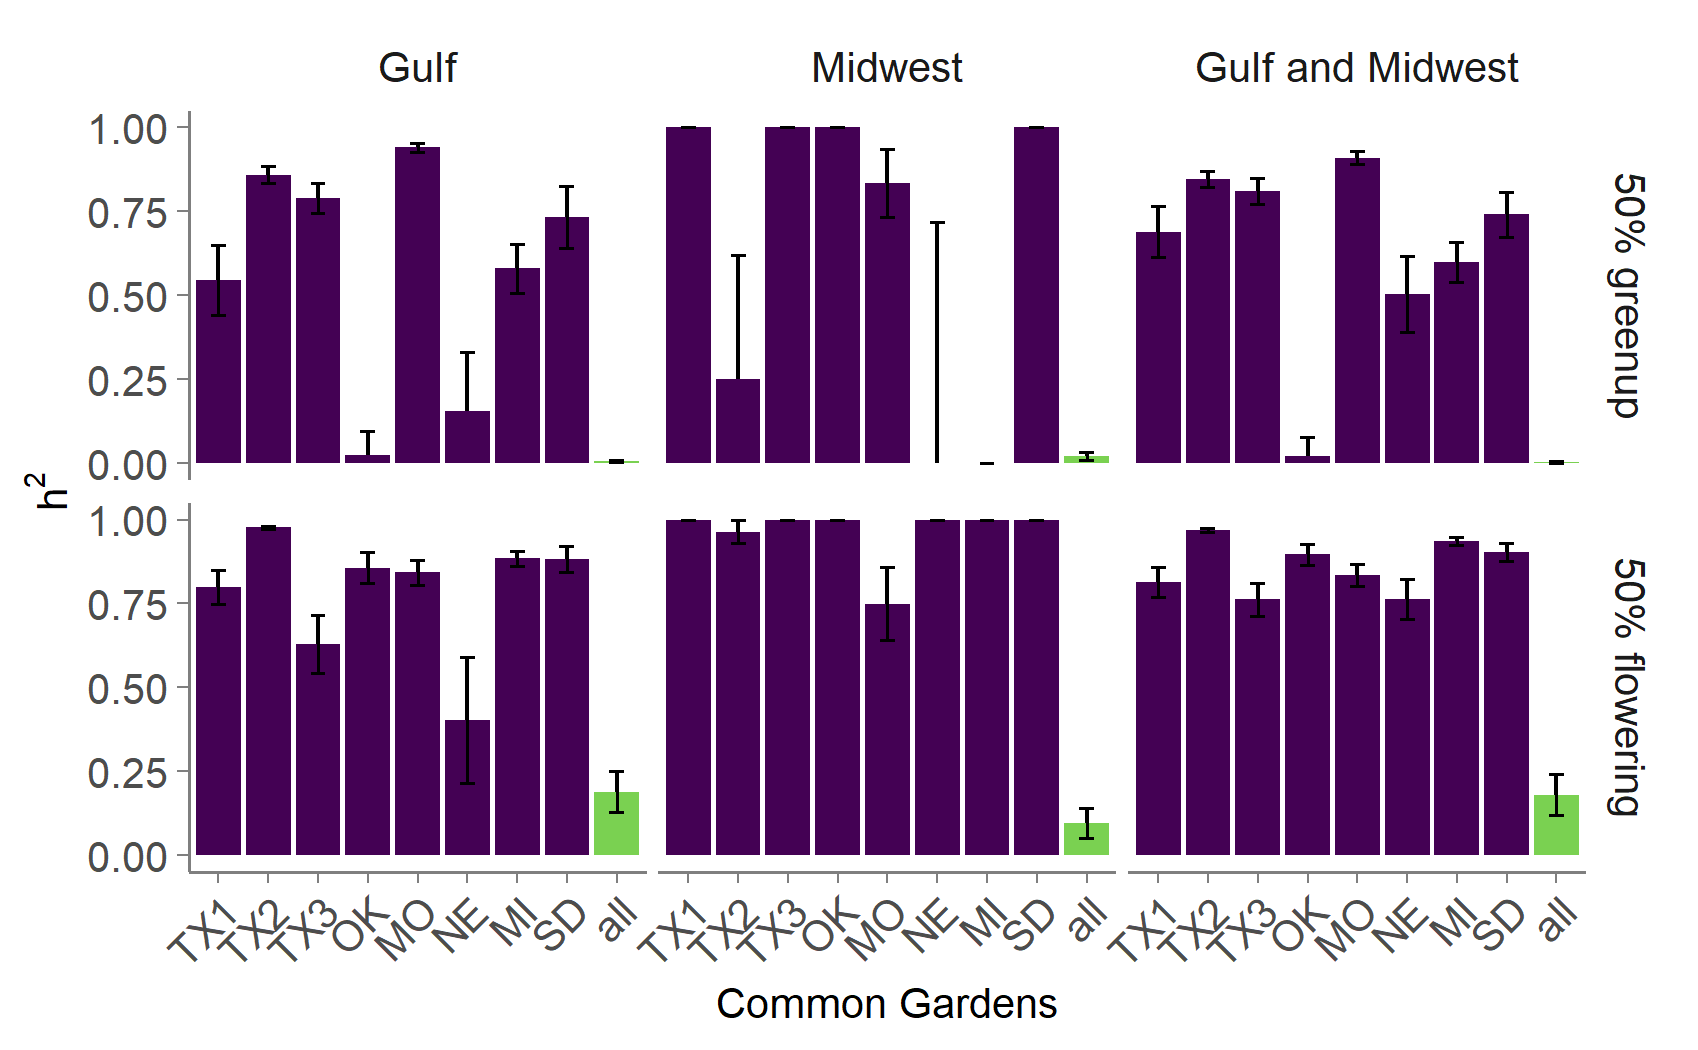 Gulf Midwest Gulf and Midwest
1.00
0.75
0.50
0.25
0.00
50% greenup
h²
1.00
0.75
0.50
0.25
0.00
50% flowering
TX1 TX2 TX3 OK MO NE MI SD all TX1 TX2 TX3 OK MO NE MI SD all TX1 TX2 TX3 OK MO NE MI SD all
Common Gardens